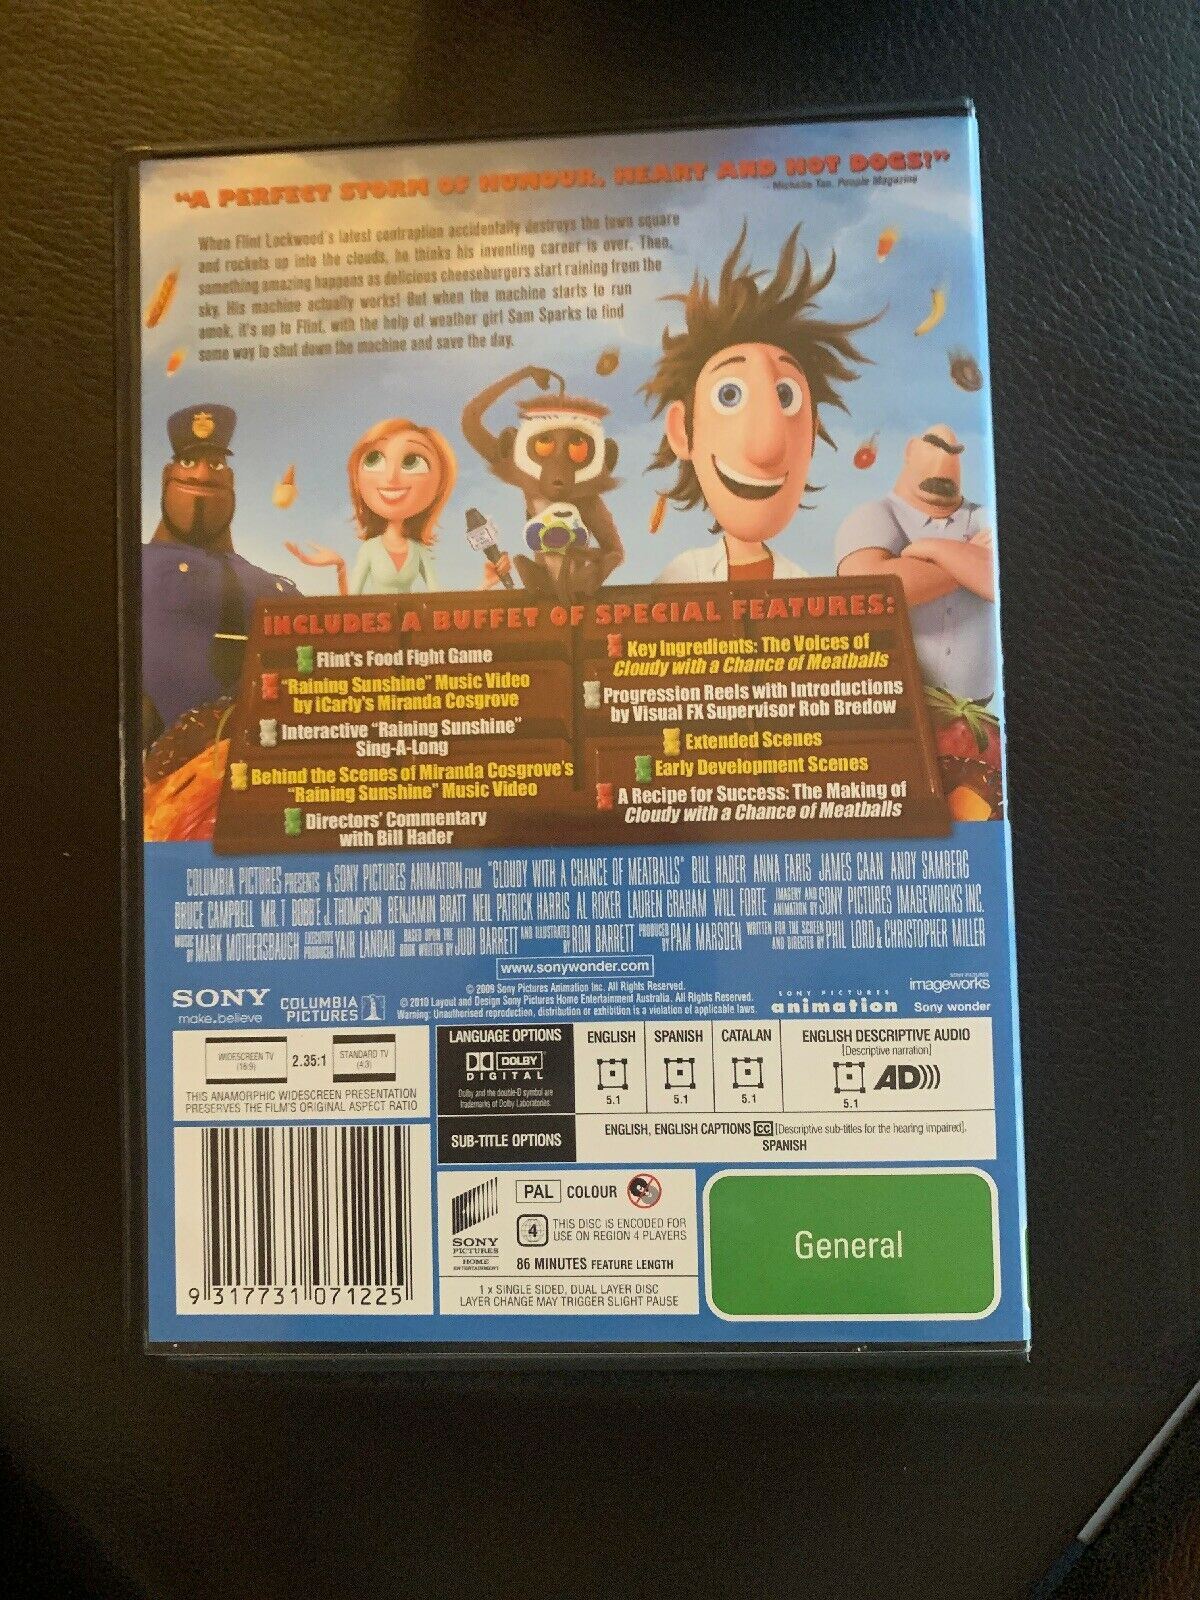 "A PERFECT STORM OF HUMOUR, HEART AND HOT DOGS!"
- Michelle Tan, People Magazine
When Flint Lockwood's latest contraption accidentally destroys the town square
and rockets up into the clouds, he thinks his inventing career is over. Then,
something amazing happens as delicious cheeseburgers start raining from the
sky. His machine actually works! But when the machine starts to run
amok, it's up to Flint, with the help of weather girl Sam Sparks to find
some way to shut down the machine and save the day.
INCLUDES A BUFFET OF SPECIAL FEATURES:
Flint's Food Fight Game
"Raining Sunshine" Music Video
by iCarly's Miranda Cosgrove
Interactive "Raining Sunshine"
Sing-A-Long
Behind the Scenes of Miranda Cosgrove's
"Raining Sunshine" Music Video
Directors' Commentary
with Bill Hader
Key Ingredients: The Voices of
Cloudy with a Chance of Meatballs
Progression Reels with Introductions
by Visual FX Supervisor Rob Bredow
Extended Scenes
Early Development Scenes
A Recipe for Success: The Making of
Cloudy with a Chance of Meatballs
COLUMBIA PICTURES PRESENTS A SONY PICTURES ANIMATION FILM "CLOUDY WITH A CHANCE OF MEATBALLS" BILL HADER ANNA FARIS JAMES CAAN ANDY SAMBERG
BRUCE CAMPBELL MR. T BOBB'E J. THOMPSON BENJAMIN BRATT NEIL PATRICK HARRIS AL ROKER LAUREN GRAHAM WILL FORTE IMAGERY AND ANIMATION BY SONY PICTURES IMAGEWORKS INC.
MUSIC BY MARK MOTHERSBAUGH EXECUTIVE PRODUCER YAIR LANDAU BASED UPON THE BOOK WRITTEN BY JUDI BARRETT AND ILLUSTRATED BY RON BARRETT PRODUCED BY PAM MARSDEN WRITTEN FOR THE SCREEN AND DIRECTED BY PHIL LORD & CHRISTOPHER MILLER
www.sonywonder.com
SONY
make.believe
COLUMBIA
PICTURES
© 2009 Sony Pictures Animation Inc. All Rights Reserved.
© 2010 Layout and Design Sony Pictures Home Entertainment Australia. All Rights Reserved.
Warning: Unauthorised reproduction, distribution or exhibition is a violation of applicable laws.
SONY PICTURES
animation
SONY PICTURES
imageworks
Sony wonder
WIDESCREEN TV
(16:9)
2.35:1
STANDARD TV
(4:3)
THIS ANAMORPHIC WIDESCREEN PRESENTATION
PRESERVES THE FILM'S ORIGINAL ASPECT RATIO
LANGUAGE OPTIONS
DOLBY
DIGITAL
Dolby and the double-D symbol are
trademarks of Dolby Laboratories.
ENGLISH
5.1
SPANISH
5.1
CATALAN
5.1
ENGLISH DESCRIPTIVE AUDIO
[Descriptive narration]
AD)))
5.1
SUB-TITLE OPTIONS
ENGLISH, ENGLISH CAPTIONS CC [Descriptive sub-titles for the hearing impaired],
SPANISH
9 317731 071225
SONY
PICTURES
HOME
ENTERTAINMENT
PAL COLOUR
4
THIS DISC IS ENCODED FOR
USE ON REGION 4 PLAYERS
86 MINUTES FEATURE LENGTH
1 x SINGLE SIDED, DUAL LAYER DISC
LAYER CHANGE MAY TRIGGER SLIGHT PAUSE
General